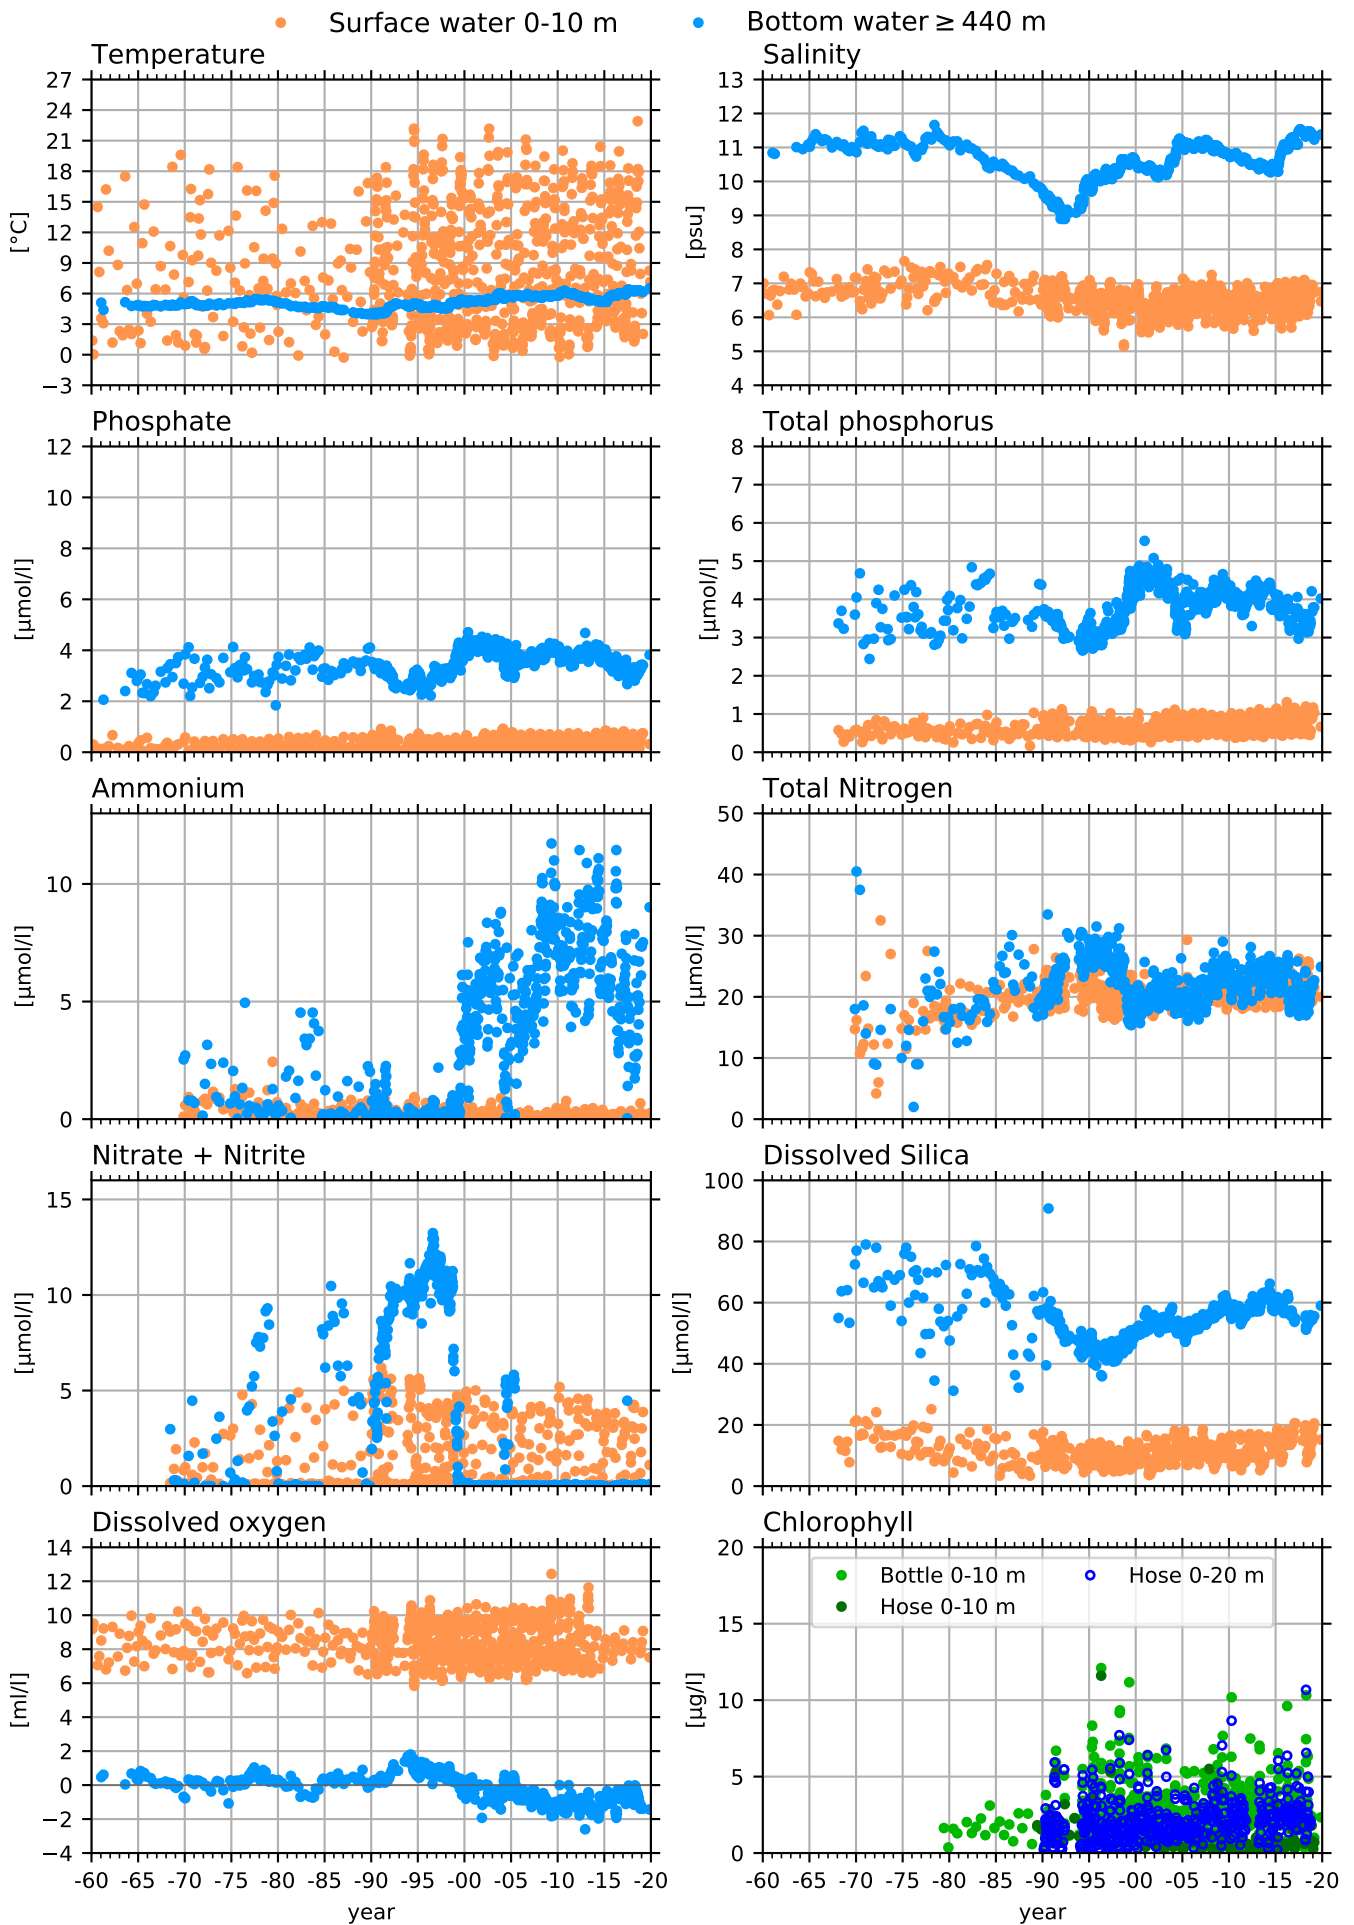 Surface water 0-10 m
Bottom water ≥ 440 m
Temperature
Salinity
27
24
21
18
15
12
9
6
3
0
−3
[°C]
13
12
11
10
9
8
7
6
5
4
[psu]
Phosphate
Total phosphorus
12
10
8
6
4
2
0
[µmol/l]
8
7
6
5
4
3
2
1
0
[µmol/l]
Ammonium
Total Nitrogen
10
5
0
[µmol/l]
50
40
30
20
10
0
[µmol/l]
Nitrate + Nitrite
Dissolved Silica
15
10
5
0
[µmol/l]
100
80
60
40
20
0
[µmol/l]
Dissolved oxygen
Chlorophyll
14
12
10
8
6
4
2
0
−2
−4
[ml/l]
20
15
10
5
0
[µg/l]
Bottle 0-10 m
Hose 0-20 m
Hose 0-10 m
-60 -65 -70 -75 -80 -85 -90 -95 -00 -05 -10 -15 -20
-60 -65 -70 -75 -80 -85 -90 -95 -00 -05 -10 -15 -20
year
year